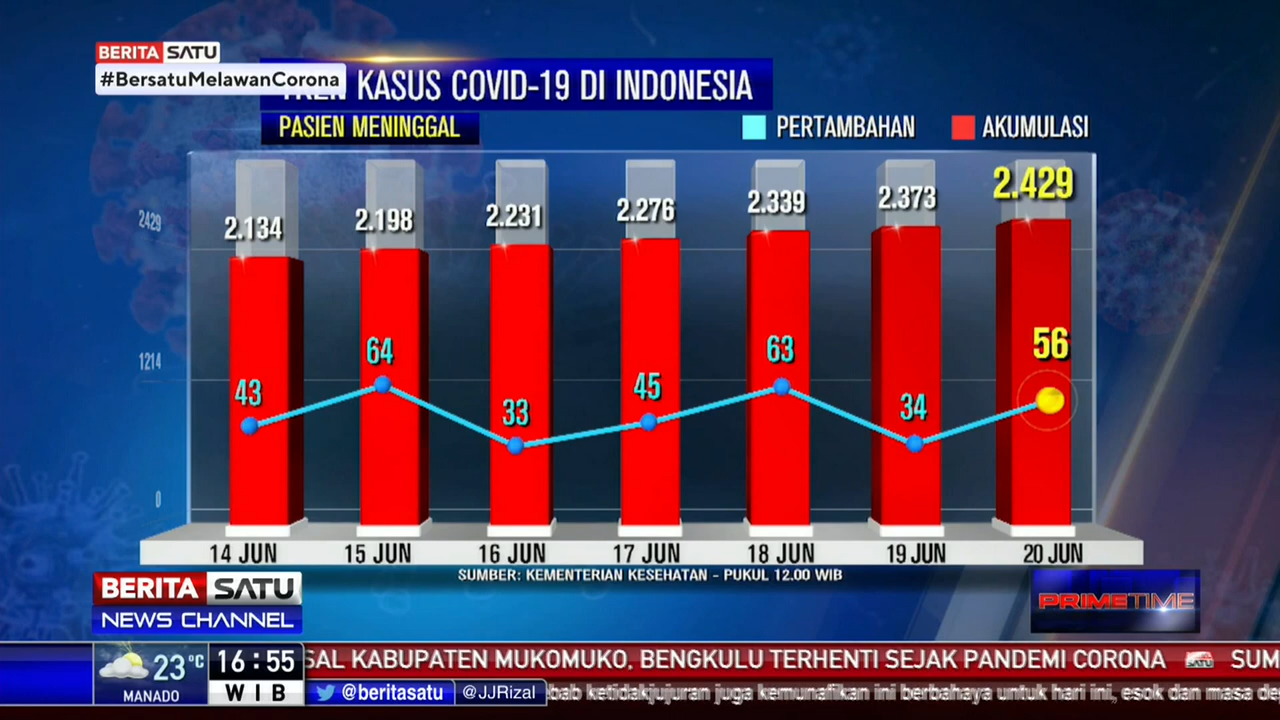 BERITA SATU
#BersatuMelawanCorona
KASUS COVID-19 DI INDONESIA
PASIEN MENINGGAL
PERTAMBAHAN
AKUMULASI
2429
1214
0
2.134
2.198
2.231
2.276
2.339
2.373
2.429
43
64
33
45
63
34
56
14 JUN
15 JUN
16 JUN
17 JUN
18 JUN
19 JUN
20 JUN
SUMBER: KEMENTERIAN KESEHATAN - PUKUL 12.00 WIB
BERITA SATU
NEWS CHANNEL
PRIMETIME
23°C
MANADO
16:55
WIB
SAL KABUPATEN MUKOMUKO, BENGKULU TERHENTI SEJAK PANDEMI CORONA
SUM
@beritasatu
@JJRizal
bab ketidakjujuran juga kemunafikan ini berbahaya untuk hari ini, esok dan masa de